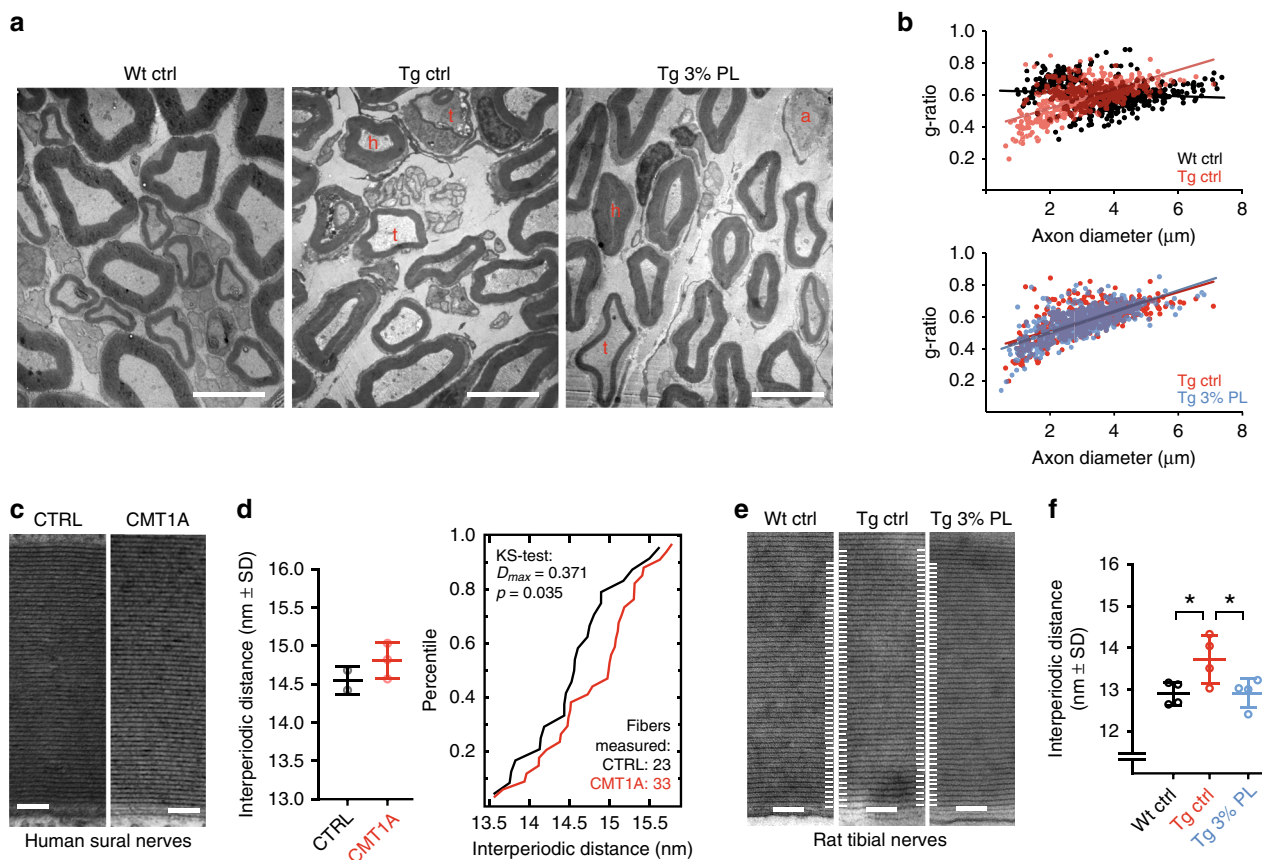 a
Wt ctrl
Tg ctrl
Tg 3% PL
h
t
t
h
t
a
b
1.0
0.8
0.6
0.4
0.2
g-ratio
2
4
6
8
Axon diameter (μm)
Wt ctrl
Tg ctrl
1.0
0.8
0.6
0.4
0.2
g-ratio
2
4
6
8
Axon diameter (μm)
Tg ctrl
Tg 3% PL
c
CTRL
CMT1A
Human sural nerves
d
Interperiodic distance (nm ± SD)
16.0
15.5
15.0
14.5
14.0
13.5
13.0
CTRL
CMT1A
Percentile
1.0
0.8
0.6
0.4
0.2
KS-test:
Dmax = 0.371
p = 0.035
Fibers
measured:
CTRL: 23
CMT1A: 33
13.5
14
14.5
15
15.5
Interperiodic distance (nm)
e
Wt ctrl
Tg ctrl
Tg 3% PL
Rat tibial nerves
f
Interperiodic distance
(nm ± SD)
16
15
14
13
12
*
*
Wt ctrl
Tg ctrl
Tg 3% PL